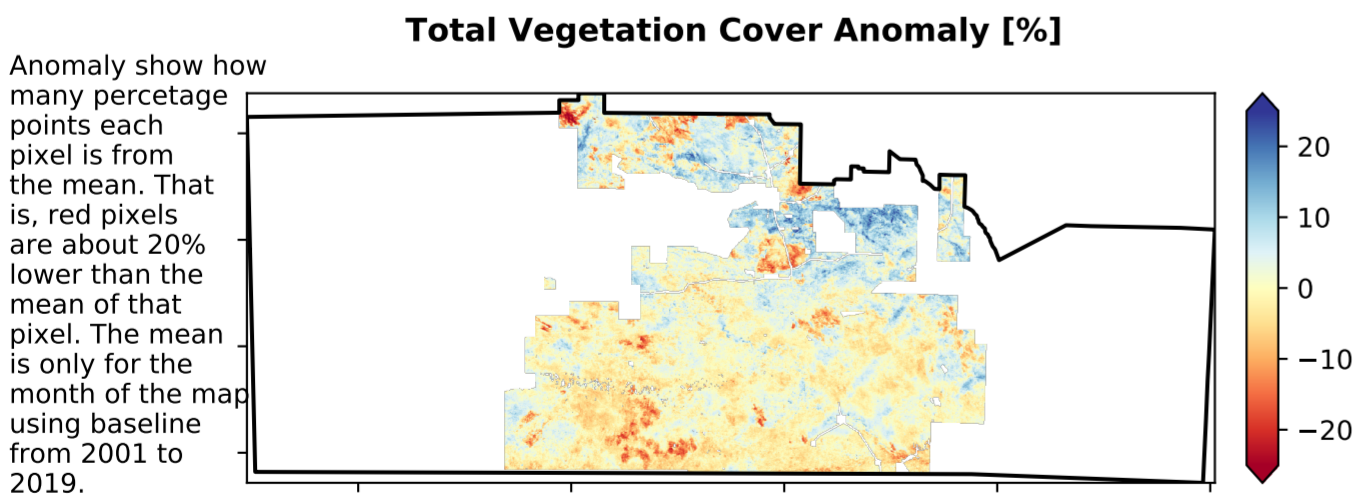 Total Vegetation Cover Anomaly [%]
Anomaly show how
many percetage
points each
pixel is from
the mean. That
is, red pixels
are about 20%
lower than the
mean of that
pixel. The mean
is only for the
month of the map
using baseline
from 2001 to
2019.
20
10
0
−10
−20